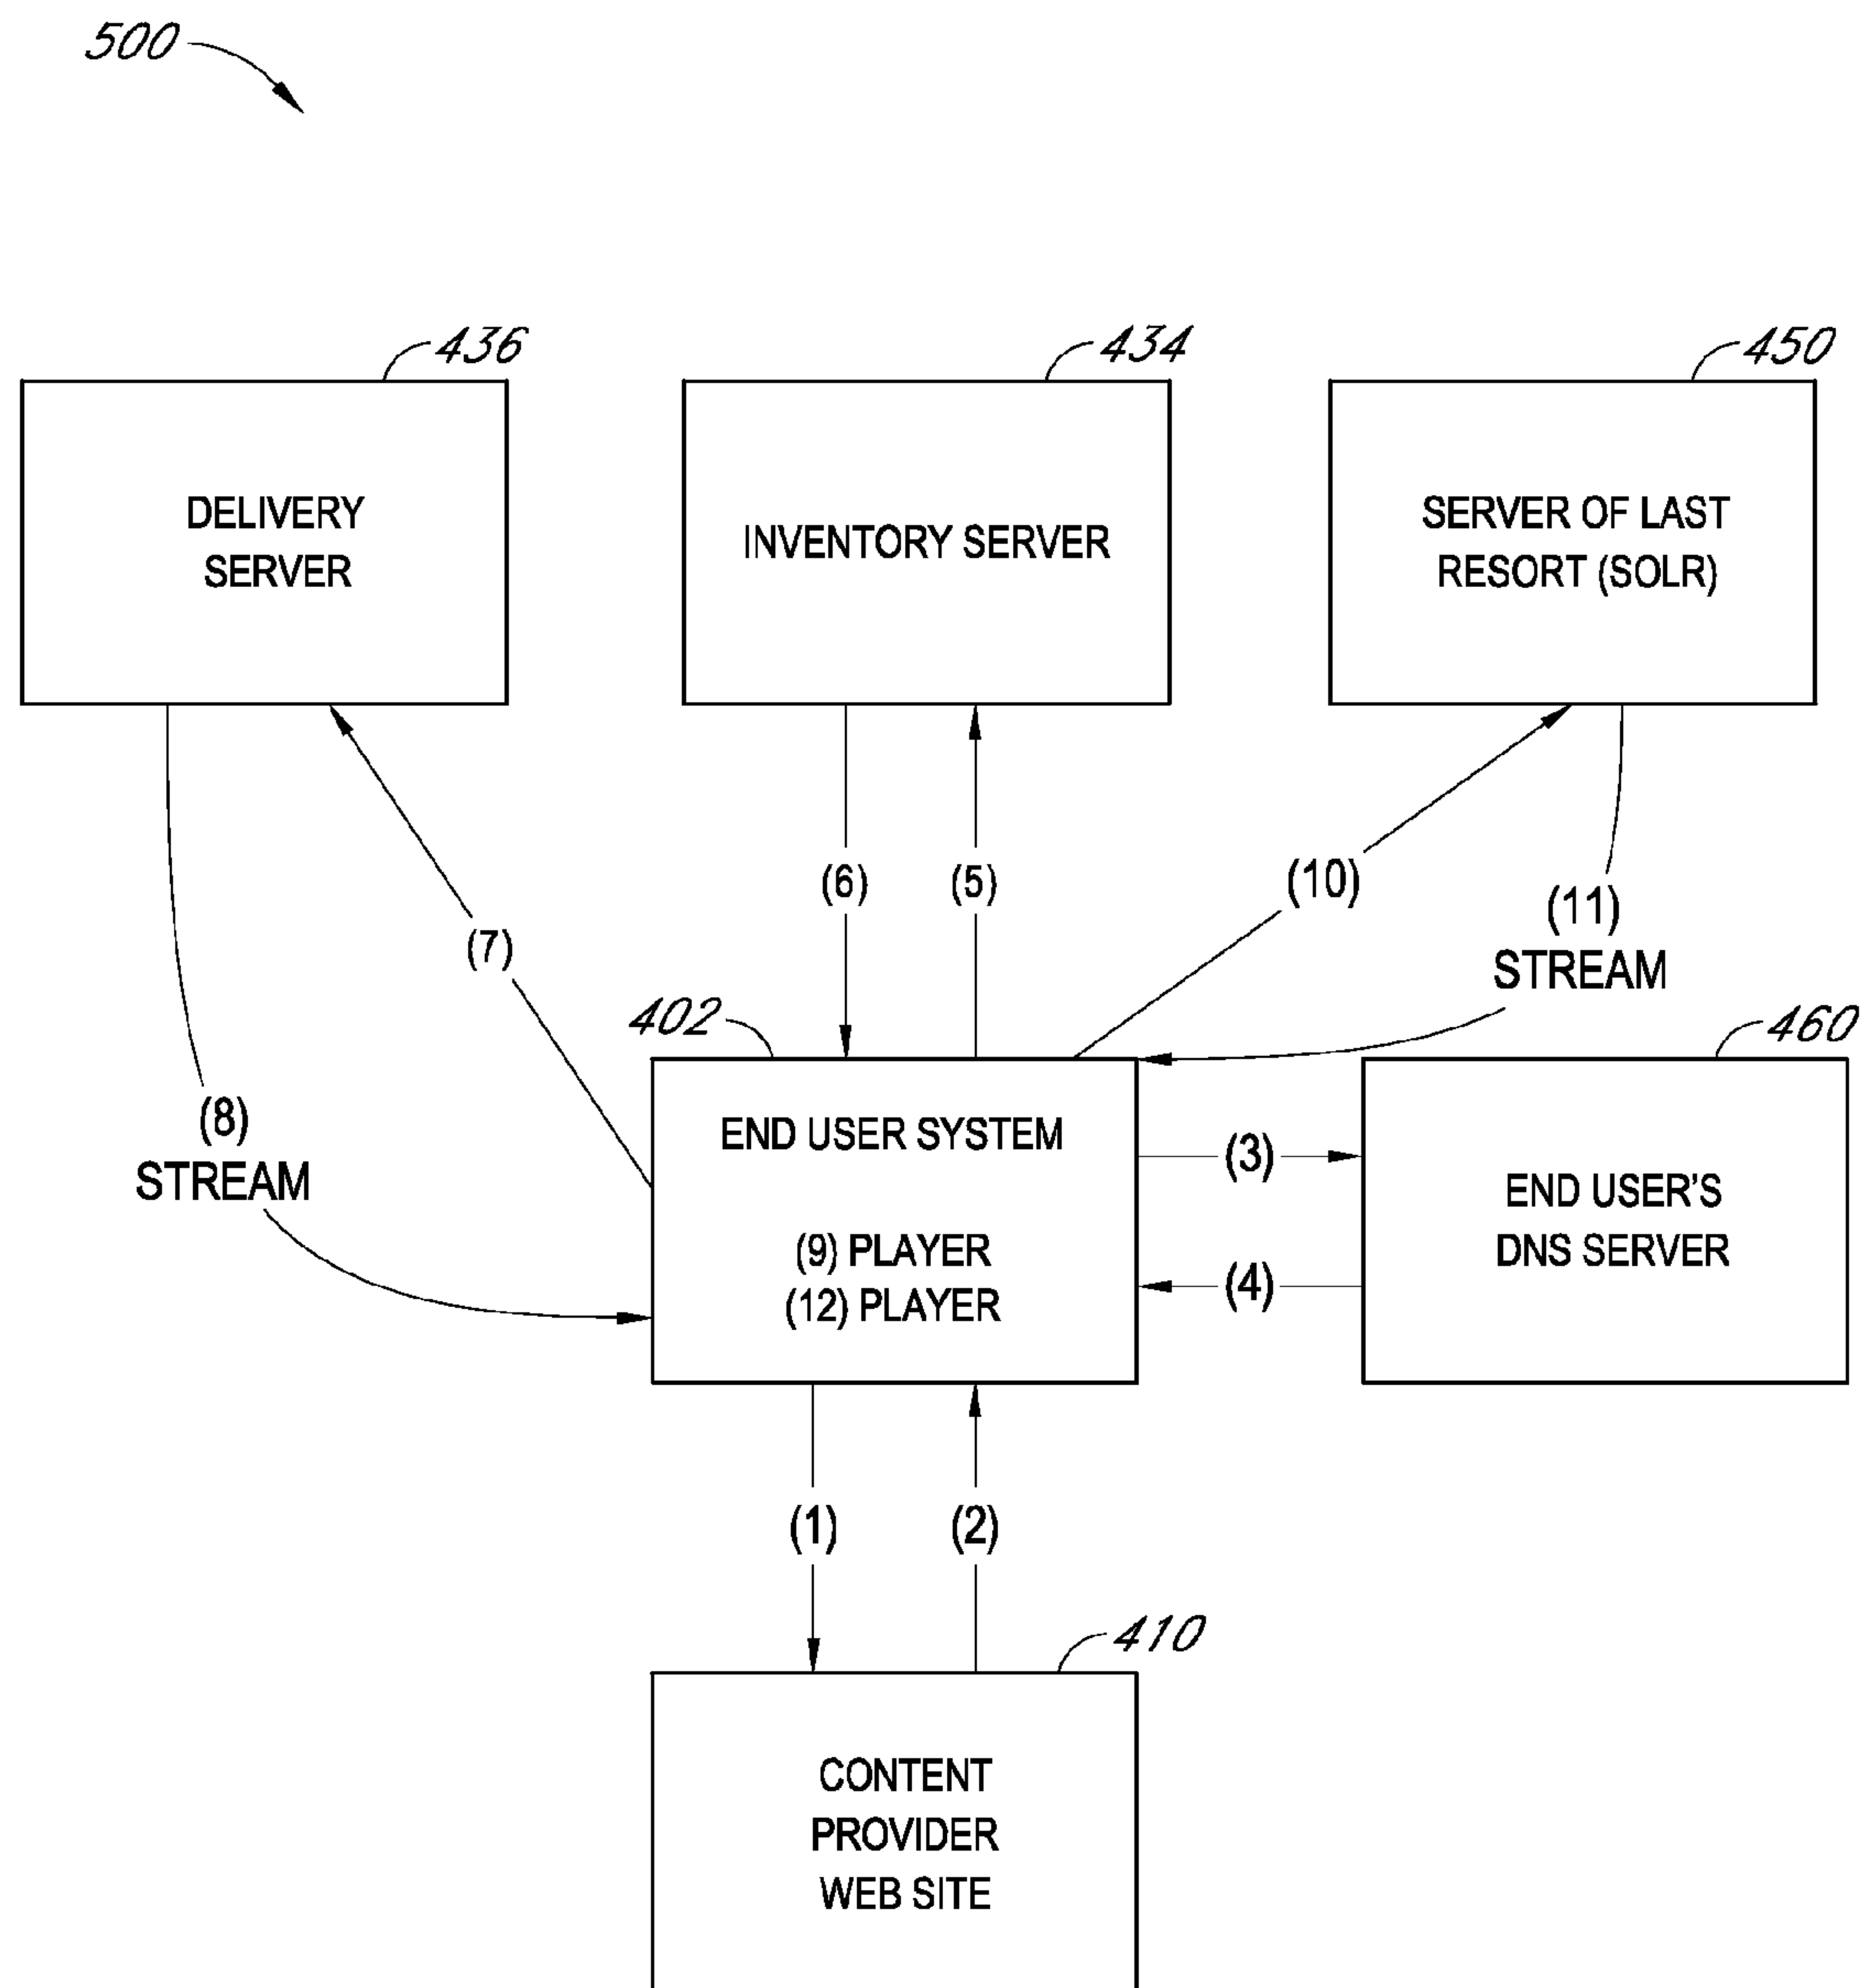 500
436
434
450
DELIVERY
SERVER
INVENTORY SERVER
SERVER OF LAST
RESORT (SOLR)
(6)
(5)
(10)
(11)
STREAM
(7)
402
460
(8)
STREAM
END USER SYSTEM
(9) PLAYER
(12) PLAYER
(3)
(4)
END USER'S
DNS SERVER
(1)
(2)
410
CONTENT
PROVIDER
WEB SITE